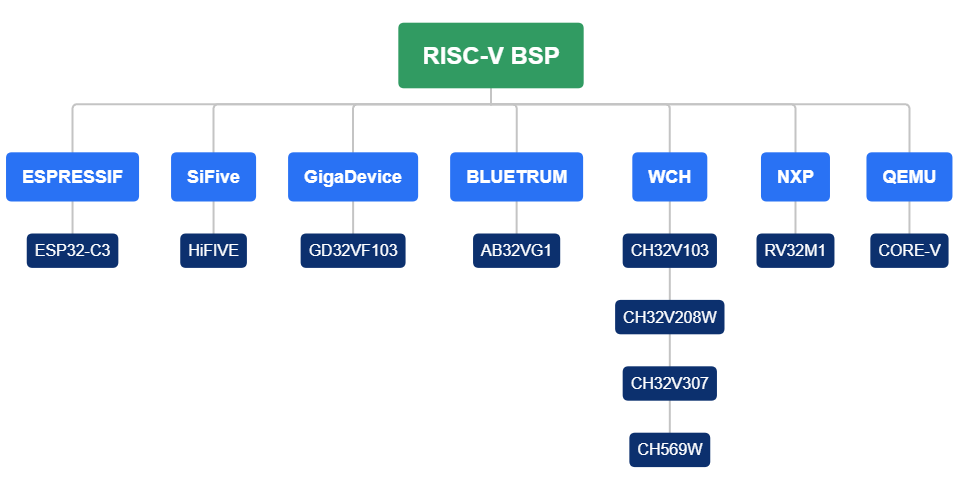 RISC-V BSP
ESPRESSIF
SiFive
GigaDevice
BLUETRUM
WCH
NXP
QEMU
ESP32-C3
HiFIVE
GD32VF103
AB32VG1
CH32V103
RV32M1
CORE-V
CH32V208W
CH32V307
CH569W